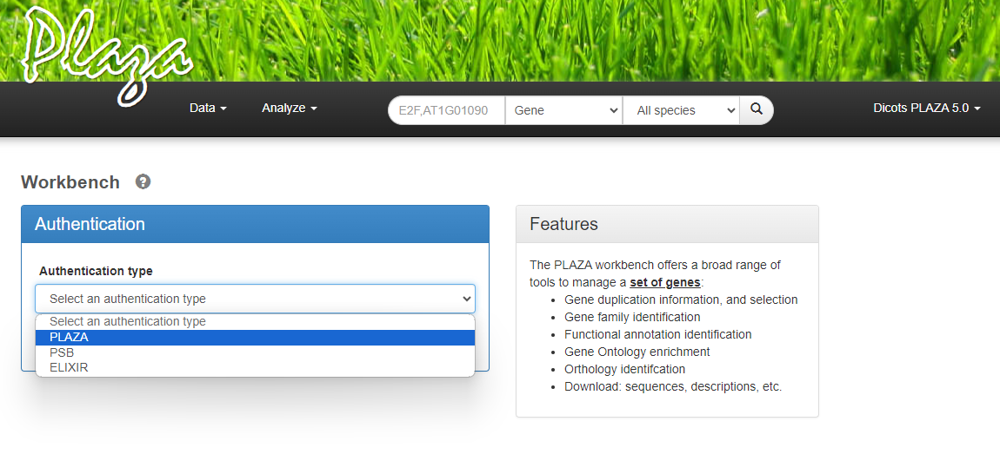 Plaza
Data Analyze E2F,AT1G01090 Gene All species Dicots PLAZA 5.0
Workbench ?
Authentication
Authentication type
Select an authentication type
Select an authentication type
PLAZA
PSB
ELIXIR
Features
The PLAZA workbench offers a broad range of
tools to manage a set of genes:
Gene duplication information, and selection
Gene family identification
Functional annotation identification
Gene Ontology enrichment
Orthology identifcation
Download: sequences, descriptions, etc.